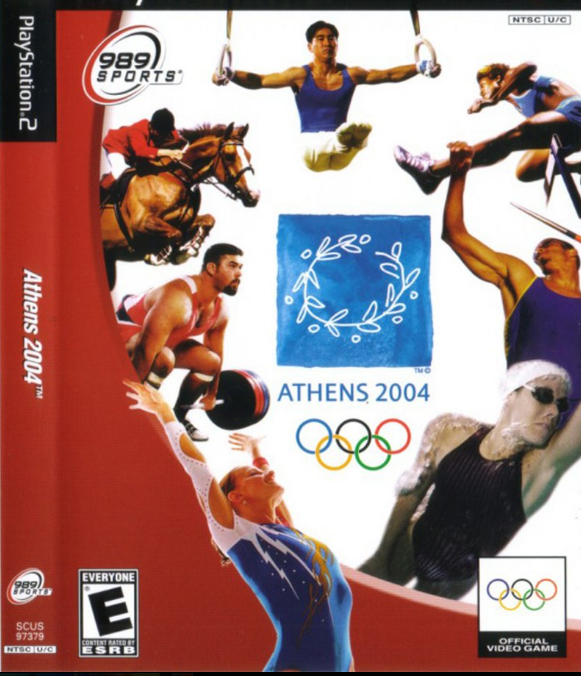 PlayStation®2
Athens 2004™
989
SPORTS
SCUS
97379
NTSC U/C
989
SPORTS
NTSC U/C
TM ©
ATHENS 2004
EVERYONE
E
CONTENT RATED BY
ESRB
OFFICIAL
VIDEO GAME